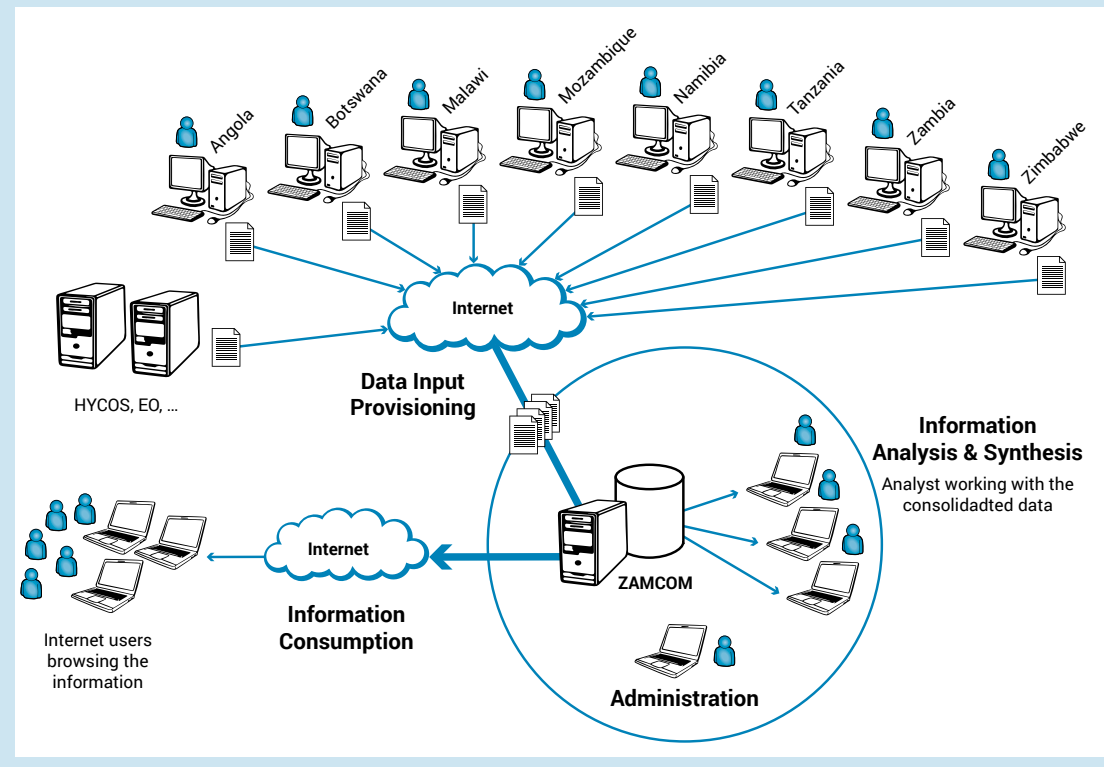 Angola
Botswana
Malawi
Mozambique
Namibia
Tanzania
Zambia
Zimbabwe
Internet
HYCOS, EO, ...
Data Input
Provisioning
Information
Analysis & Synthesis
Analyst working with the
consolidadted data
Internet
ZAMCOM
Information
Consumption
Internet users
browsing the
information
Administration